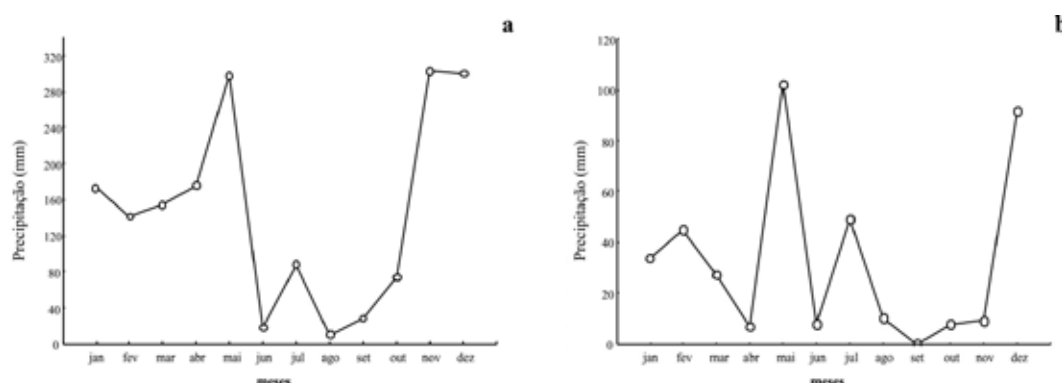 a
Precipitação (mm)
320
280
240
200
160
120
80
40
0
jan fev mar abr mai jun jul ago set out nov dez
meses
b
Precipitação (mm)
120
100
80
60
40
20
0
jan fev mar abr mai jun jul ago set out nov dez
meses